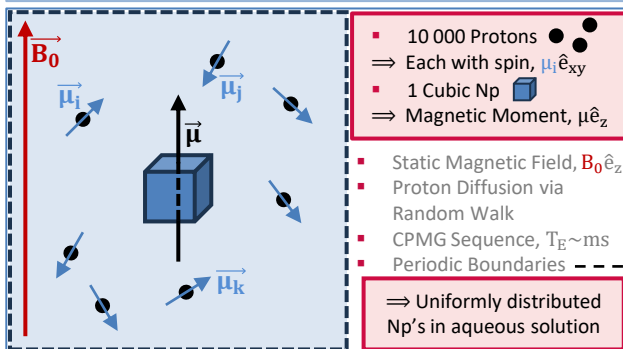 B₀
μᵢ
μⱼ
μ
μₖ
▪ 10 000 Protons
⇒ Each with spin, μᵢêxy
▪ 1 Cubic Np
⇒ Magnetic Moment, μêz
▪ Static Magnetic Field, B₀êz
▪ Proton Diffusion via
Random Walk
▪ CPMG Sequence, TE~ms
▪ Periodic Boundaries
⇒ Uniformly distributed
Np's in aqueous solution